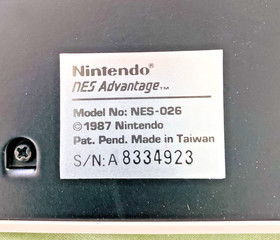 Nintendo®
NES Advantage™
Model No: NES-026
©1987 Nintendo
Pat. Pend. Made in Taiwan
S/N: A 8334923